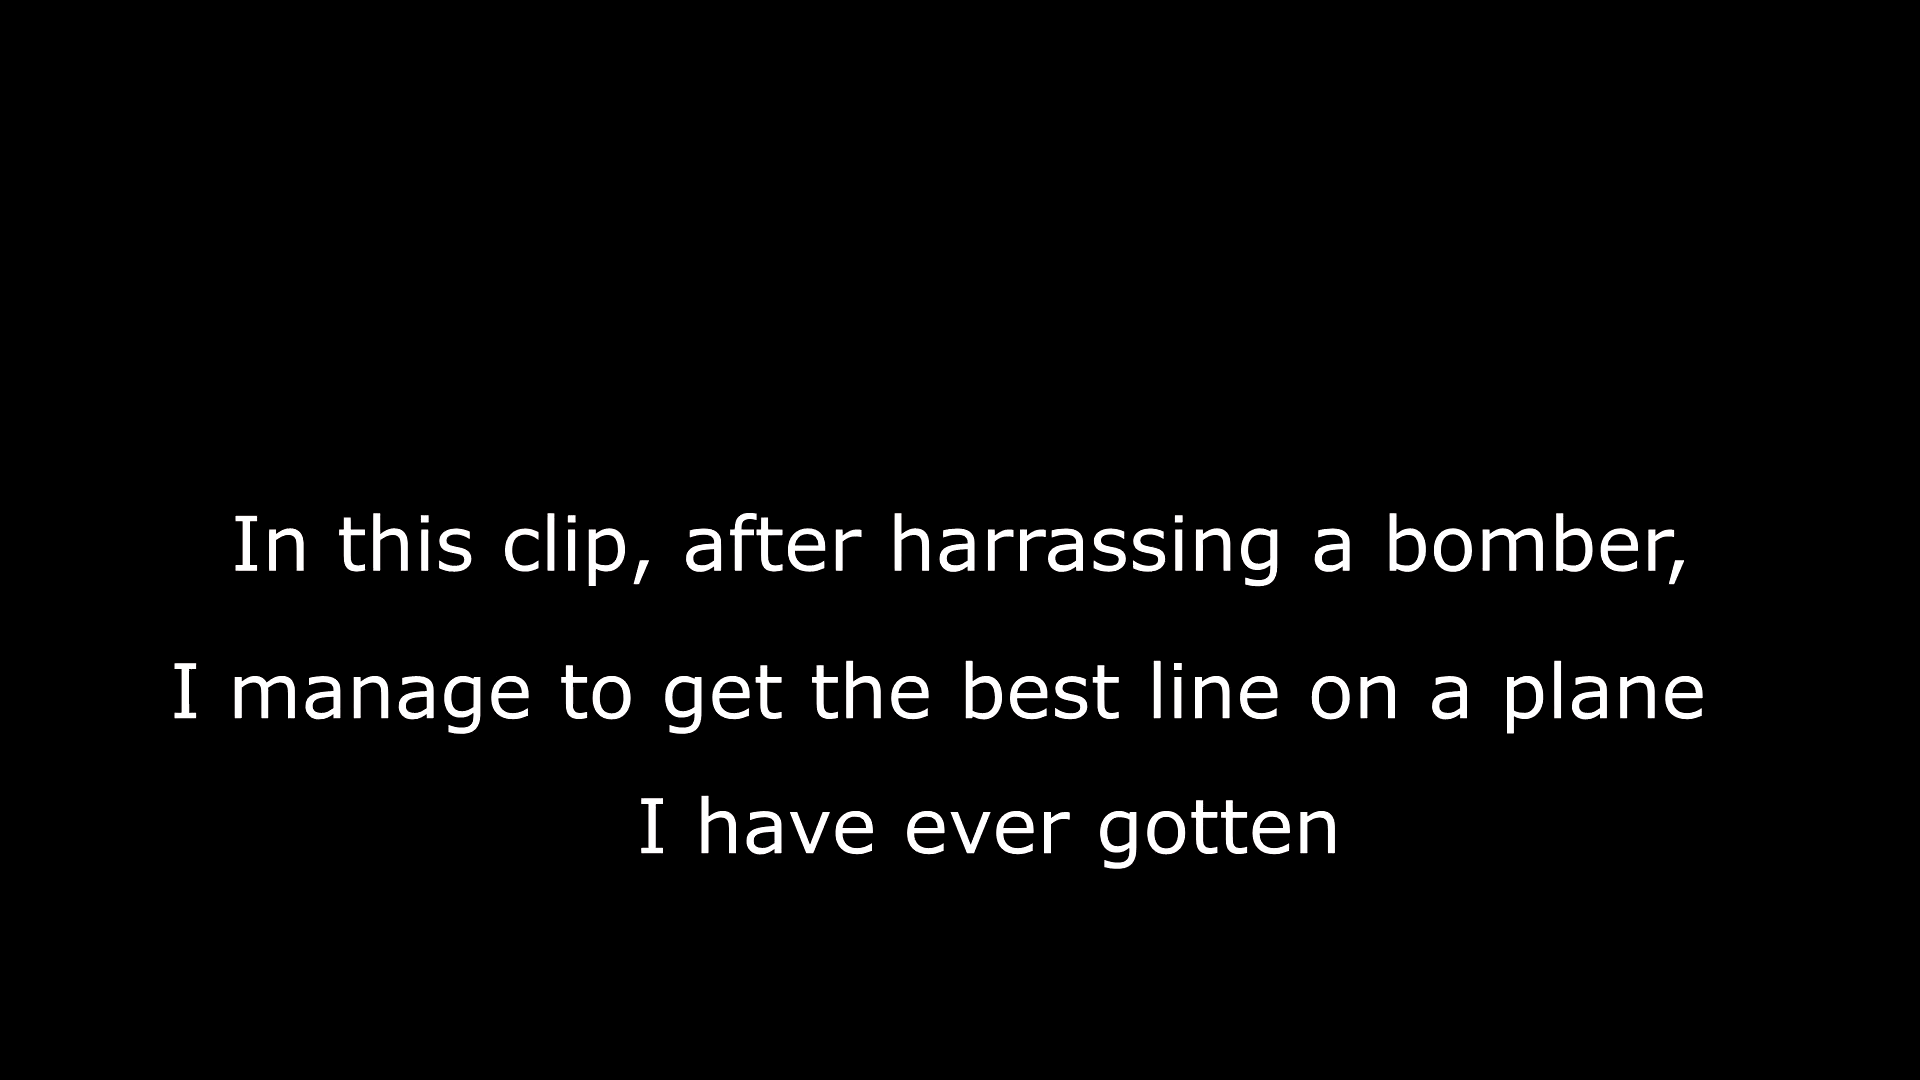 In this clip, after harrassing a bomber,
I manage to get the best line on a plane
I have ever gotten